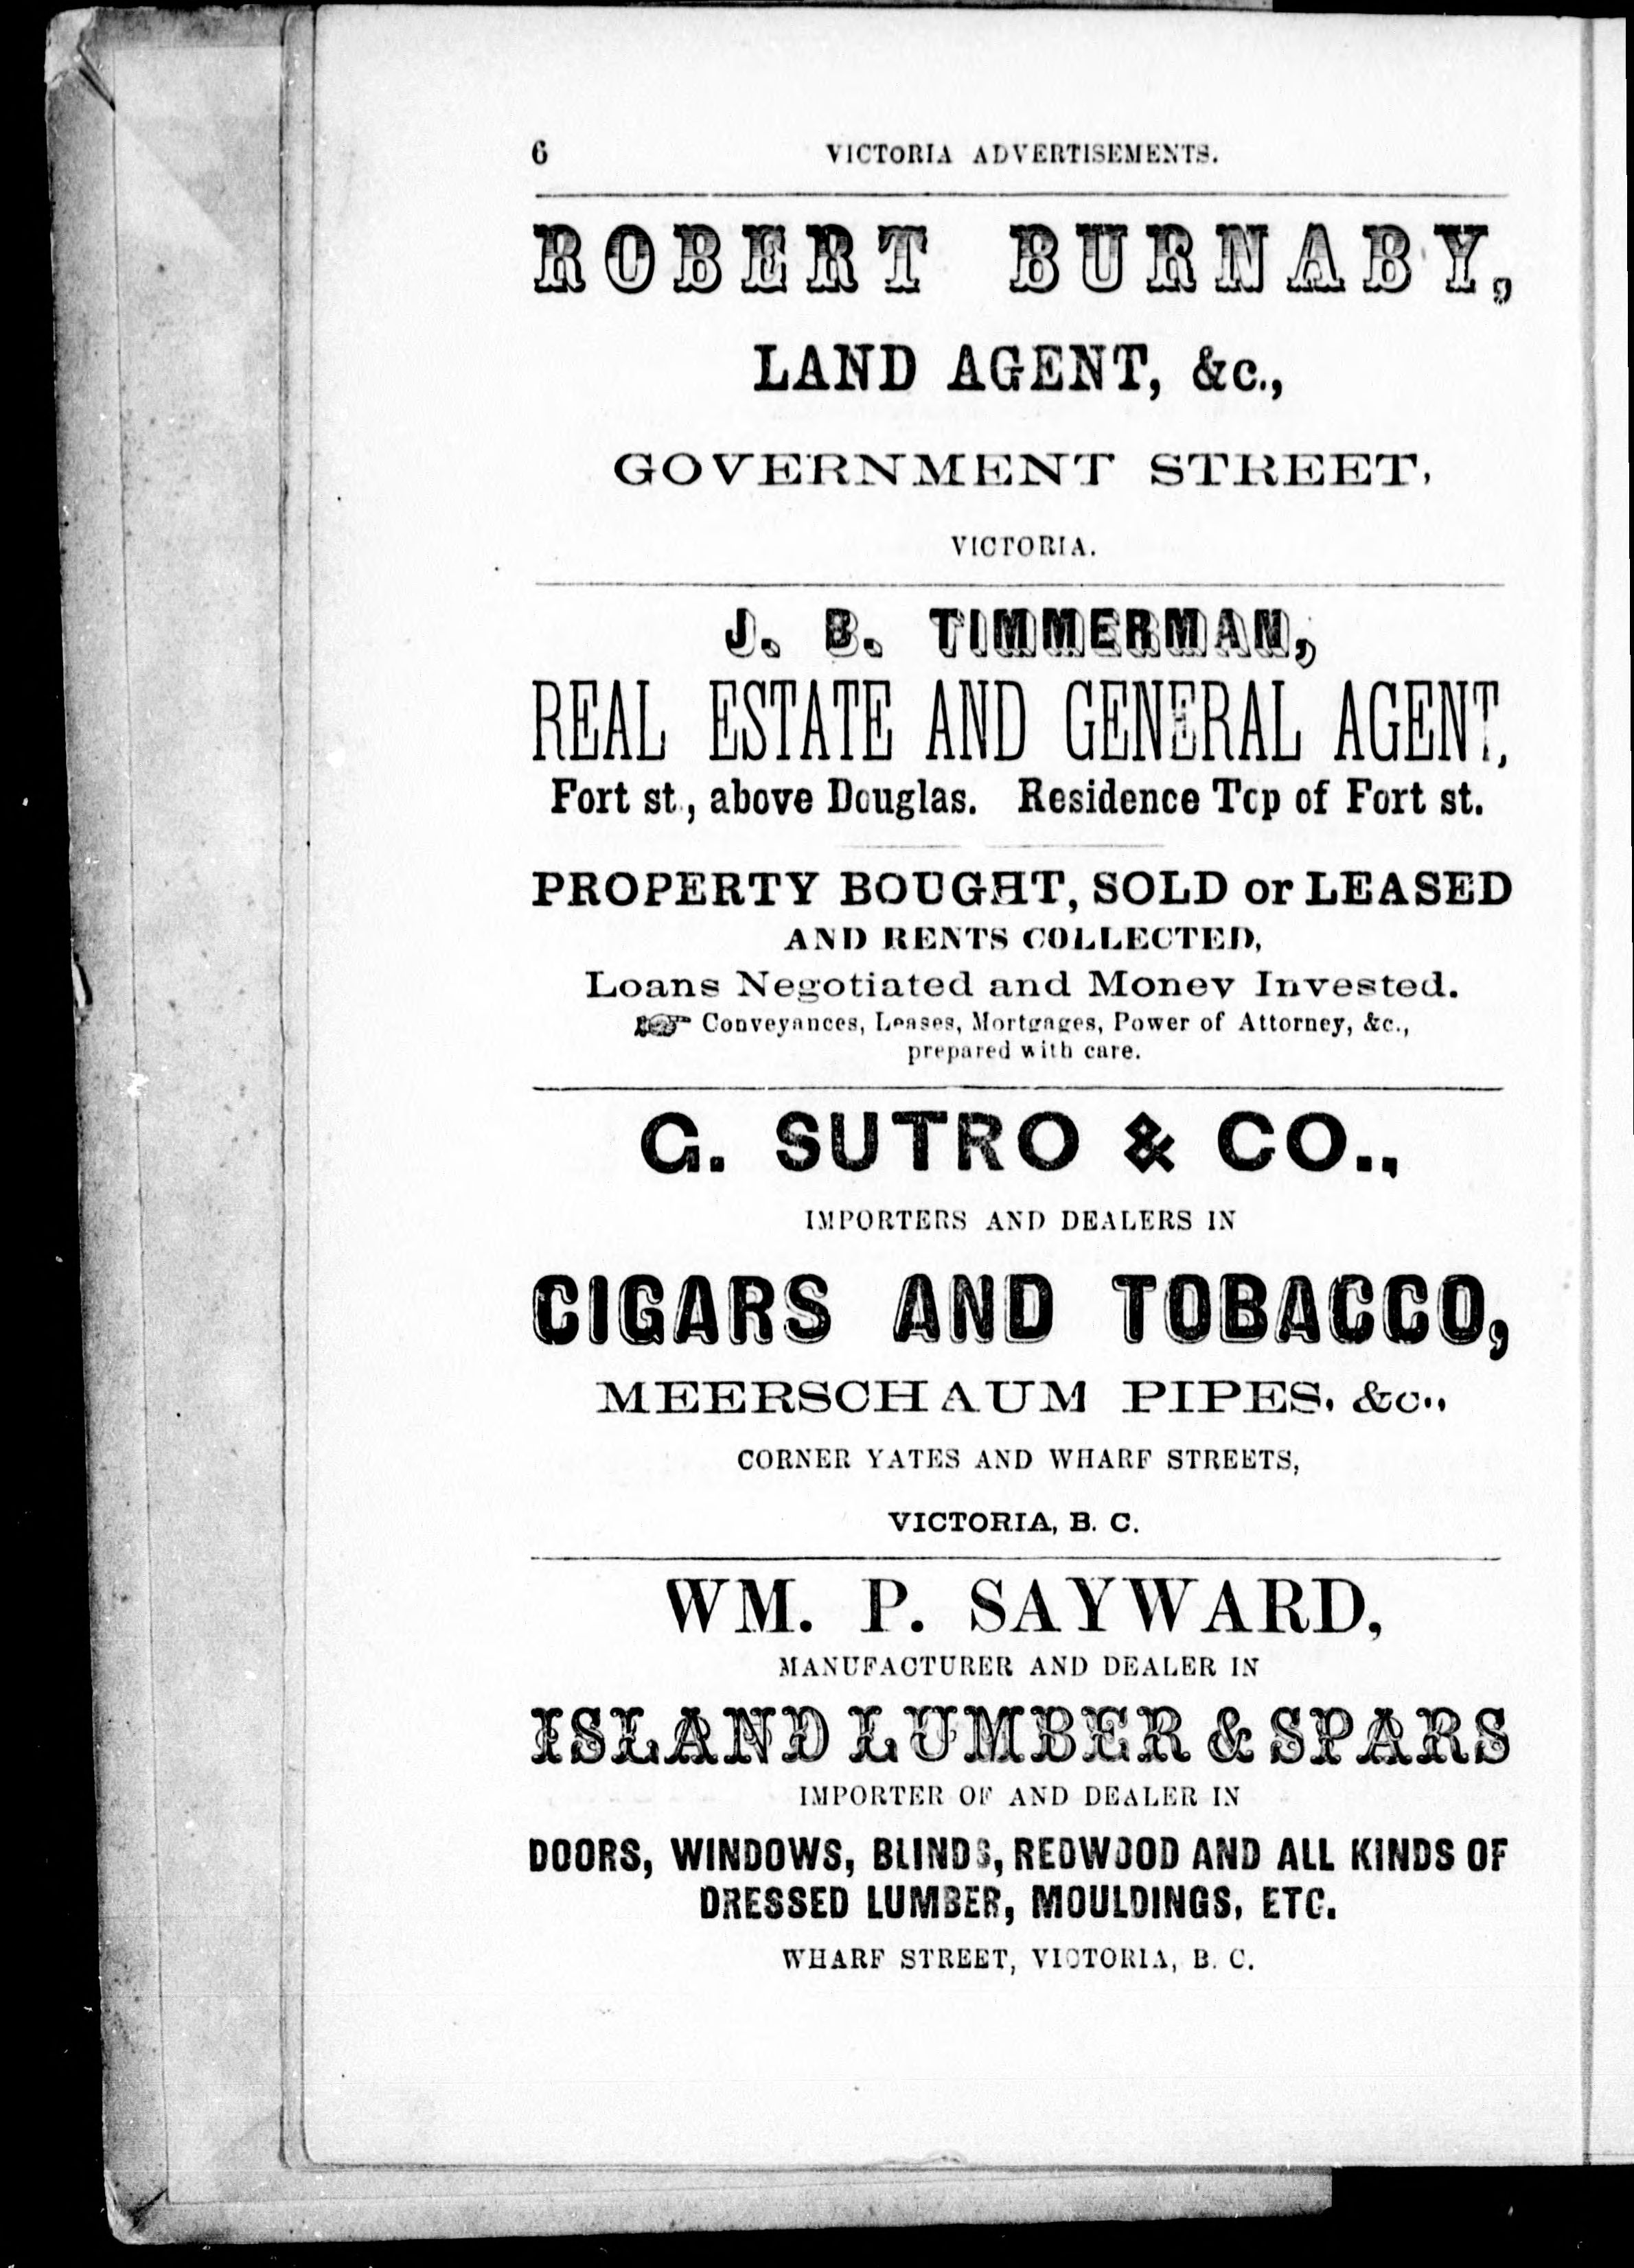 6 VICTORIA ADVERTISEMENTS.
ROBERT BURNABY,
LAND AGENT, &c.,
GOVERNMENT STREET,
VICTORIA.
J. B. TIMMERMAN,
REAL ESTATE AND GENERAL AGENT,
Fort st., above Douglas. Residence Top of Fort st.
PROPERTY BOUGHT, SOLD or LEASED
AND RENTS COLLECTED,
Loans Negotiated and Money Invested.
☞ Conveyances, Leases, Mortgages, Power of Attorney, &c.,
prepared with care.
G. SUTRO & CO.,
IMPORTERS AND DEALERS IN
CIGARS AND TOBACCO,
MEERSCHAUM PIPES, &c.,
CORNER YATES AND WHARF STREETS,
VICTORIA, B. C.
WM. P. SAYWARD,
MANUFACTURER AND DEALER IN
ISLAND LUMBER & SPARS
IMPORTER OF AND DEALER IN
DOORS, WINDOWS, BLINDS, REDWOOD AND ALL KINDS OF
DRESSED LUMBER, MOULDINGS, ETC.
WHARF STREET, VICTORIA, B. C.